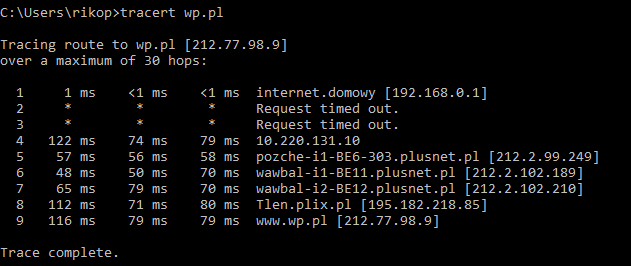 C:\Users\rikop>tracert wp.pl
Tracing route to wp.pl [212.77.98.9]
over a maximum of 30 hops:
1 1 ms <1 ms <1 ms internet.domowy [192.168.0.1]
2 * * * Request timed out.
3 * * * Request timed out.
4 122 ms 74 ms 79 ms 10.220.131.10
5 57 ms 56 ms 58 ms pozche-i1-BE6-303.plusnet.pl [212.2.99.249]
6 48 ms 50 ms 70 ms wawbal-i1-BE11.plusnet.pl [212.2.102.189]
7 65 ms 79 ms 70 ms wawbal-i2-BE12.plusnet.pl [212.2.102.210]
8 112 ms 71 ms 80 ms Tlen.plix.pl [195.182.218.85]
9 116 ms 79 ms 79 ms www.wp.pl [212.77.98.9]
Trace complete.